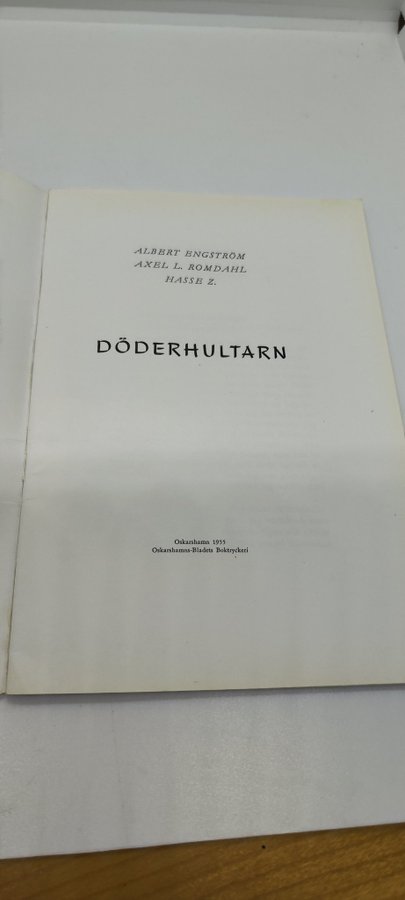 ALBERT ENGSTRÖM
AXEL L. ROMDAHL
HASSE Z.
DÖDERHULTARN
Oskarshamn 1955
Oskarshamns-Bladets Boktryckeri